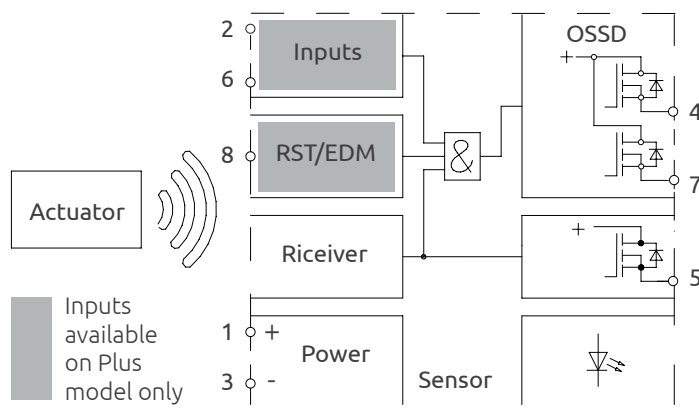 2
Inputs
6
OSSD
+
4
8
RST/EDM
&
7
Actuator
Riceiver
+
5
Inputs
available
on Plus
model only
1 +
Power
3 -
Sensor